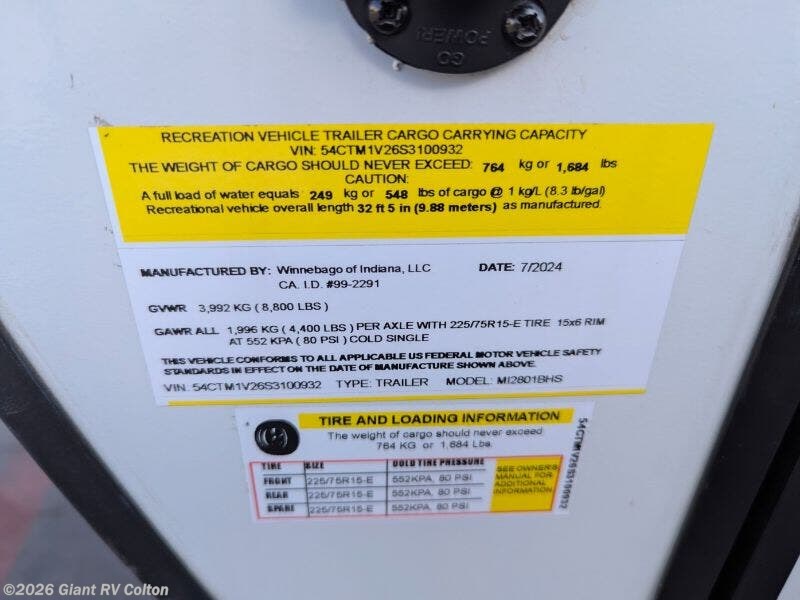 GO
POWER!
RECREATION VEHICLE TRAILER CARGO CARRYING CAPACITY
VIN: 54CTM1V26S3100932
THE WEIGHT OF CARGO SHOULD NEVER EXCEED: 764 kg or 1,684 lbs
CAUTION:
A full load of water equals: 249 kg or 548 lbs of cargo @ 1 kg/L (8.3 lb/gal)
Recreational vehicle overall length 32 ft 5 in (9.88 meters) as manufactured.
MANUFACTURED BY: Winnebago of Indiana, LLC DATE: 7/2024
CA. I.D. #99-2291
GVWR 3,992 KG ( 8,800 LBS )
GAWR ALL 1,996 KG ( 4,400 LBS ) PER AXLE WITH 225/75R15-E TIRE 15x6 RIM
AT 552 KPA ( 80 PSI ) COLD SINGLE
THIS VEHICLE CONFORMS TO ALL APPLICABLE US FEDERAL MOTOR VEHICLE SAFETY
STANDARDS IN EFFECT ON THE DATE OF MANUFACTURE SHOWN ABOVE.
VIN. 54CTM1V26S3100932 TYPE: TRAILER MODEL: MI2801BHS
TIRE AND LOADING INFORMATION
The weight of cargo should never exceed
764 KG or 1,684 Lbs.
TIRE SIZE COLD TIRE PRESSURE
FRONT 225/75R15-E 552KPA, 80 PSI
REAR 225/75R15-E 552KPA, 80 PSI
SPARE 225/75R15-E 552KPA, 80 PSI
SEE OWNER'S
MANUAL FOR
ADDITIONAL
INFORMATION
54CTM1V26S3100932
©2026 Giant RV Colton